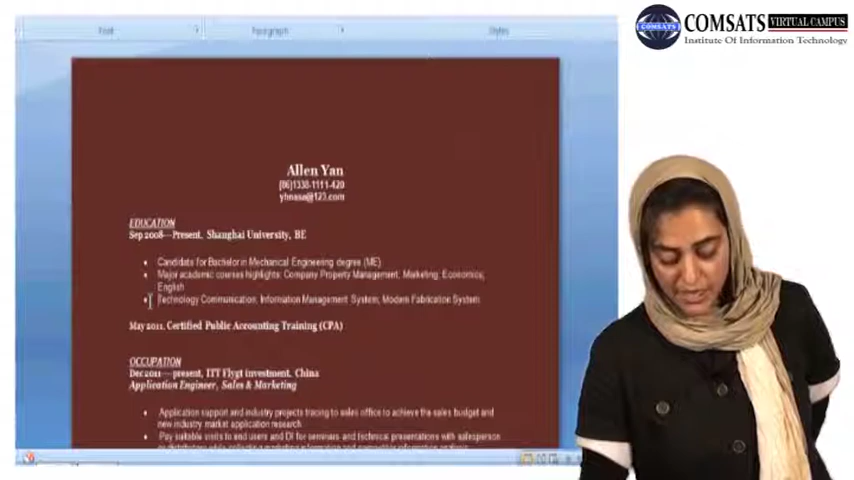 COMSATS VIRTUAL CAMPUS
Institute Of Information Technology
Font Paragraph Styles
Allen Yan
(86)1338-1111-420
yhnasa@123.com
EDUCATION
Sep 2008—Present, Shanghai University, BE
Candidate for Bachelor in Mechanical Engineering degree (ME)
Major academic courses highlights: Company Property Management; Marketing; Economics;
English
Technology Communication; Information Management System; Modern Fabrication System
May 2011, Certified Public Accounting Training (CPA)
OCCUPATION
Dec 2011—present, ITT Flygt investment, China
Application Engineer, Sales & Marketing
Application support and industry projects tracing to sales office to achieve the sales budget and
new industry market application research
Pay suitable visits to end users and DI for seminars and technical presentations with salesperson